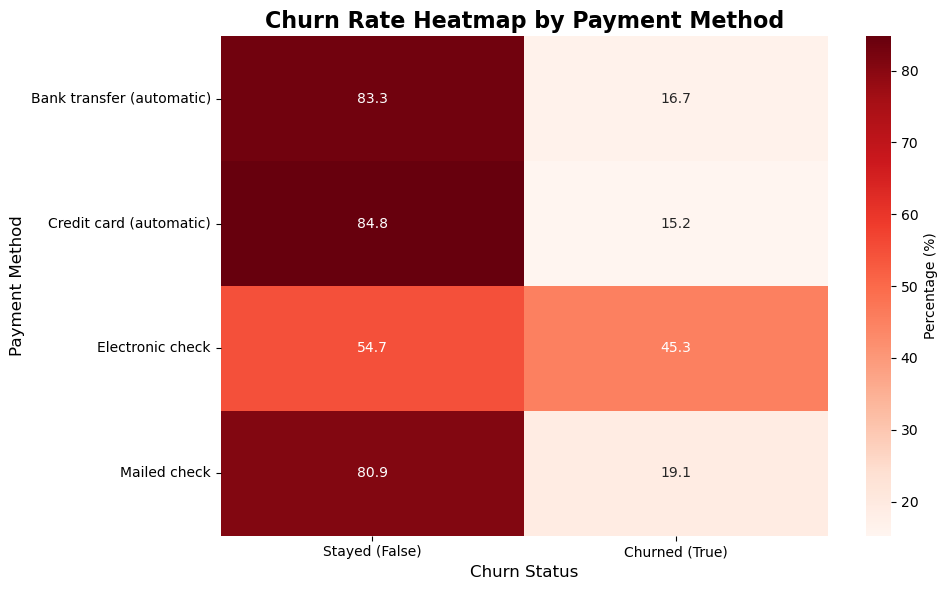 Churn Rate Heatmap by Payment Method
Payment Method
Bank transfer (automatic)
83.3
16.7
Credit card (automatic)
84.8
15.2
Electronic check
54.7
45.3
Mailed check
80.9
19.1
Stayed (False)
Churned (True)
Churn Status
80
70
60
50
40
30
20
Percentage (%)